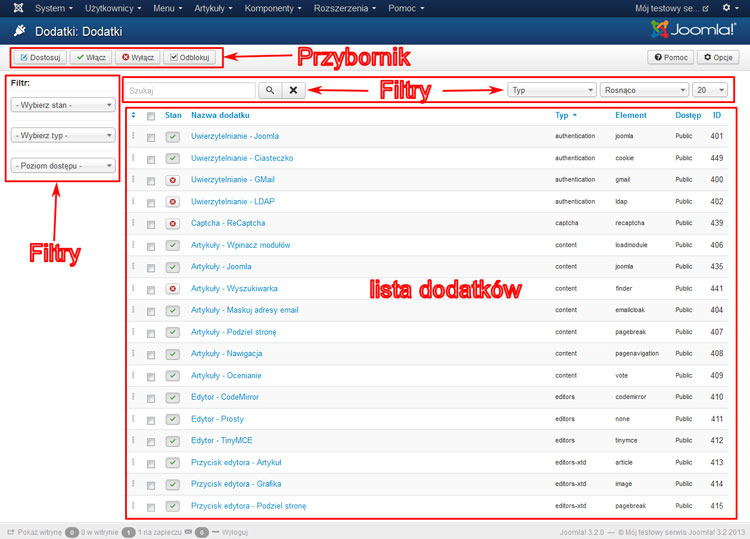 System Użytkownicy Menu Artykuły Komponenty Rozszerzenia Pomoc Mój testowy se...
Dodatki: Dodatki Joomla!
Dostosuj Włącz Wyłącz Odblokuj Przybornik Pomoc Opcje
Filtr:
- Wybierz stan -
- Wybierz typ -
- Poziom dostępu -
Filtry
Szukaj Filtry Typ Rosnąco 20
Stan Nazwa dodatku Typ Element Dostęp ID
Uwierzytelnianie - Joomla authentication joomla Public 401
Uwierzytelnianie - Ciasteczko authentication cookie Public 449
Uwierzytelnianie - GMail authentication gmail Public 400
Uwierzytelnianie - LDAP authentication ldap Public 402
Captcha - ReCaptcha captcha recaptcha Public 439
Artykuły - Wpinacz modułów content loadmodule Public 406
Artykuły - Joomla content joomla Public 435
Artykuły - Wyszukiwarka content finder Public 441
lista dodatków
Artykuły - Maskuj adresy email content emailcloak Public 404
Artykuły - Podziel stronę content pagebreak Public 407
Artykuły - Nawigacja content pagenavigation Public 408
Artykuły - Ocenianie content vote Public 409
Edytor - CodeMirror editors codemirror Public 410
Edytor - Prosty editors none Public 411
Edytor - TinyMCE editors tinymce Public 412
Przycisk edytora - Artykuł editors-xtd article Public 413
Przycisk edytora - Grafika editors-xtd image Public 414
Przycisk edytora - Podziel stronę editors-xtd pagebreak Public 415
Pokaż witrynę 0 0 w witrynie 1 1 na zapleczu 0 Wyloguj Joomla! 3.2.0 — © Mój testowy serwis Joomla! 3.2 2013